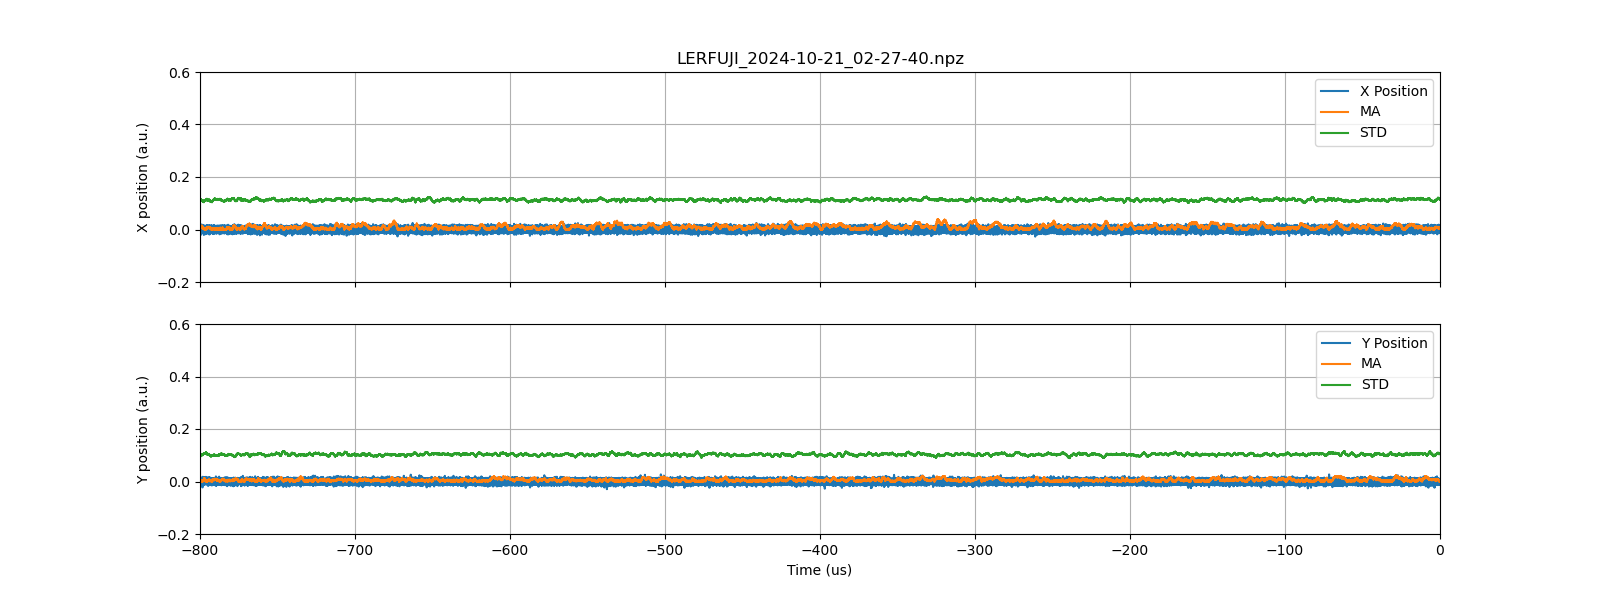 LERFUJI_2024-10-21_02-27-40.npz
0.6
0.4
0.2
0.0
−0.2
X position (a.u.)
X Position
MA
STD
0.6
0.4
0.2
0.0
−0.2
Y position (a.u.)
Y Position
MA
STD
−800 −700 −600 −500 −400 −300 −200 −100 0
Time (us)